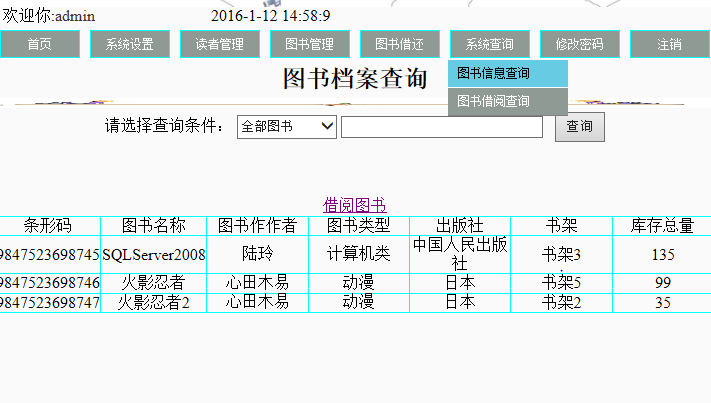 欢迎你:admin 2016-1-12 14:58:9
首页 系统设置 读者管理 图书管理 图书借还 系统查询 修改密码 注销
图书信息查询
图书借阅查询
图书档案查询
请选择查询条件： 全部图书 查询
借阅图书
条形码 图书名称 图书作作者 图书类型 出版社 书架 库存总量
9847523698745 SQLServer2008 陆玲 计算机类 中国人民出版社 书架3 135
9847523698746 火影忍者 心田木易 动漫 日本 书架5 99
9847523698747 火影忍者2 心田木易 动漫 日本 书架2 35